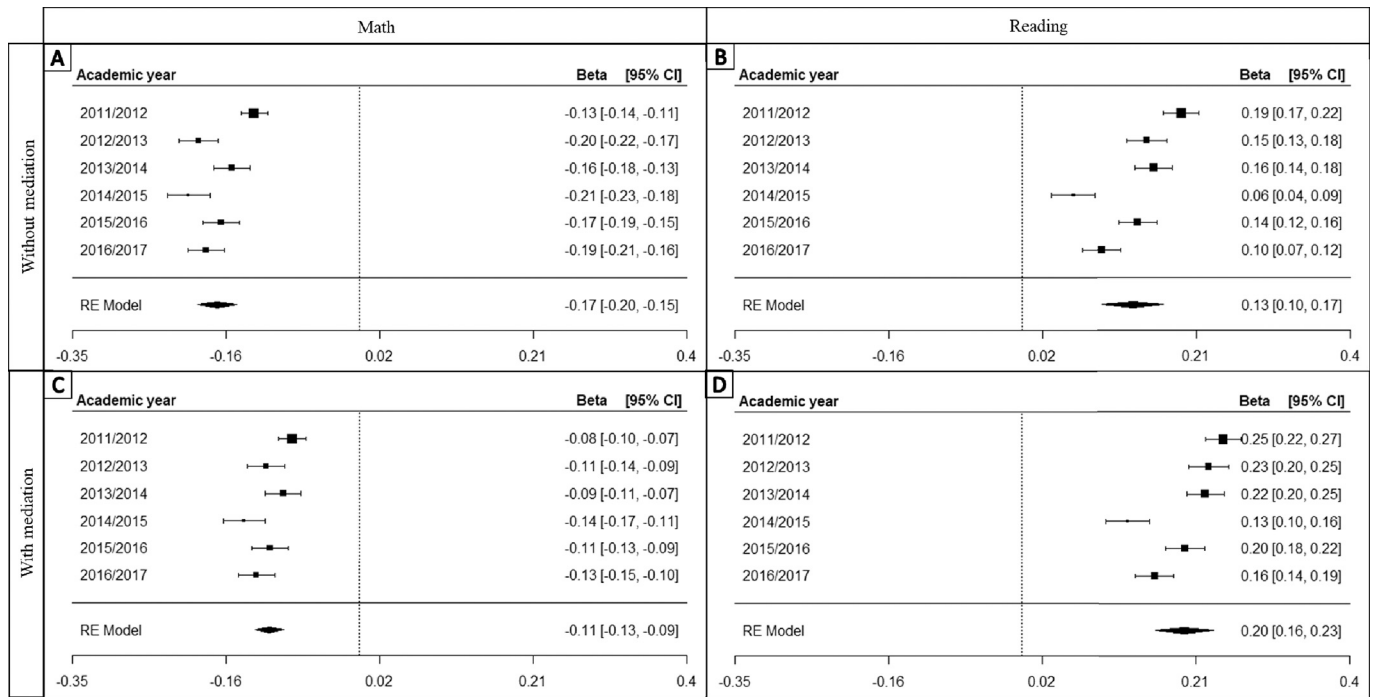 Math
Reading
Without mediation
A
Academic year Beta [95% CI]
2011/2012 -0.13 [-0.14, -0.11]
2012/2013 -0.20 [-0.22, -0.17]
2013/2014 -0.16 [-0.18, -0.13]
2014/2015 -0.21 [-0.23, -0.18]
2015/2016 -0.17 [-0.19, -0.15]
2016/2017 -0.19 [-0.21, -0.16]
RE Model -0.17 [-0.20, -0.15]
-0.35 -0.16 0.02 0.21 0.4
B
Academic year Beta [95% CI]
2011/2012 0.19 [0.17, 0.22]
2012/2013 0.15 [0.13, 0.18]
2013/2014 0.16 [0.14, 0.18]
2014/2015 0.06 [0.04, 0.09]
2015/2016 0.14 [0.12, 0.16]
2016/2017 0.10 [0.07, 0.12]
RE Model 0.13 [0.10, 0.17]
-0.35 -0.16 0.02 0.21 0.4
With mediation
C
Academic year Beta [95% CI]
2011/2012 -0.08 [-0.10, -0.07]
2012/2013 -0.11 [-0.14, -0.09]
2013/2014 -0.09 [-0.11, -0.07]
2014/2015 -0.14 [-0.17, -0.11]
2015/2016 -0.11 [-0.13, -0.09]
2016/2017 -0.13 [-0.15, -0.10]
RE Model -0.11 [-0.13, -0.09]
-0.35 -0.16 0.02 0.21 0.4
D
Academic year Beta [95% CI]
2011/2012 0.25 [0.22, 0.27]
2012/2013 0.23 [0.20, 0.25]
2013/2014 0.22 [0.20, 0.25]
2014/2015 0.13 [0.10, 0.16]
2015/2016 0.20 [0.18, 0.22]
2016/2017 0.16 [0.14, 0.19]
RE Model 0.20 [0.16, 0.23]
-0.35 -0.16 0.02 0.21 0.4